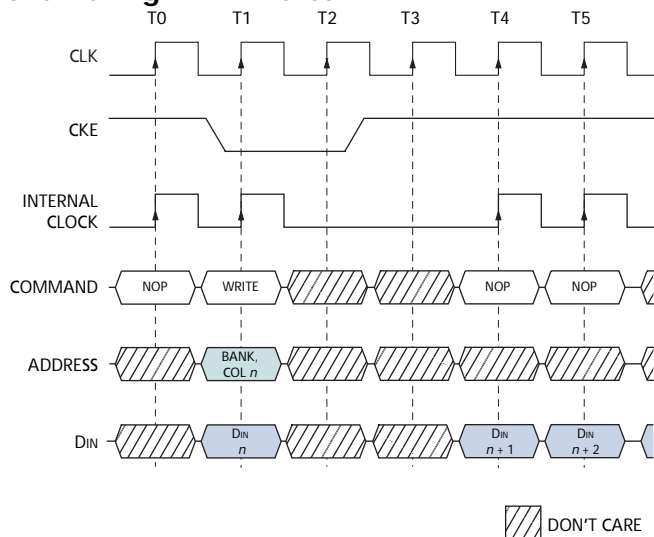 T0 T1 T2 T3 T4 T5
CLK
CKE
INTERNAL
CLOCK
COMMAND NOP WRITE NOP NOP
ADDRESS BANK,
COL n
DIN DIN
n DIN
n + 1 DIN
n + 2
DON'T CARE